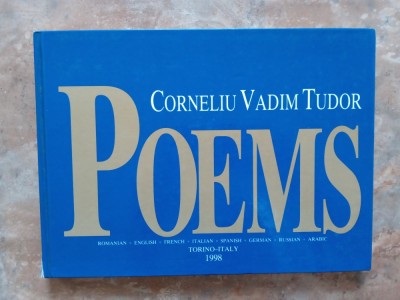 CORNELIU VADIM TUDOR
POEMS
ROMANIAN - ENGLISH - FRENCH - ITALIAN - SPANISH - GERMAN - RUSSIAN - ARABIC
TORINO-ITALY
1998